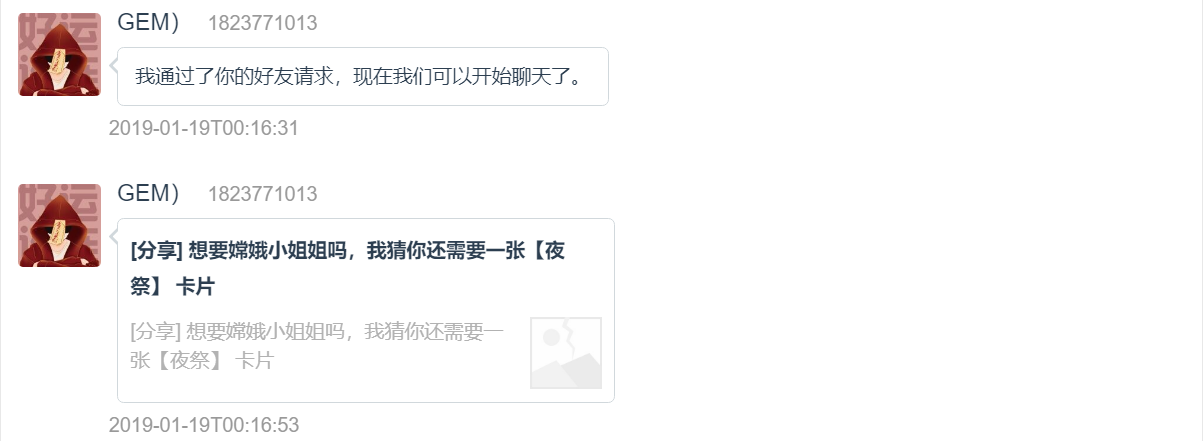 GEM） 1823771013
我通过了你的好友请求，现在我们可以开始聊天了。
2019-01-19T00:16:31
GEM） 1823771013
[分享] 想要嫦娥小姐姐吗，我猜你还需要一张【夜
祭】 卡片
[分享] 想要嫦娥小姐姐吗，我猜你还需要一
张【夜祭】 卡片
2019-01-19T00:16:53